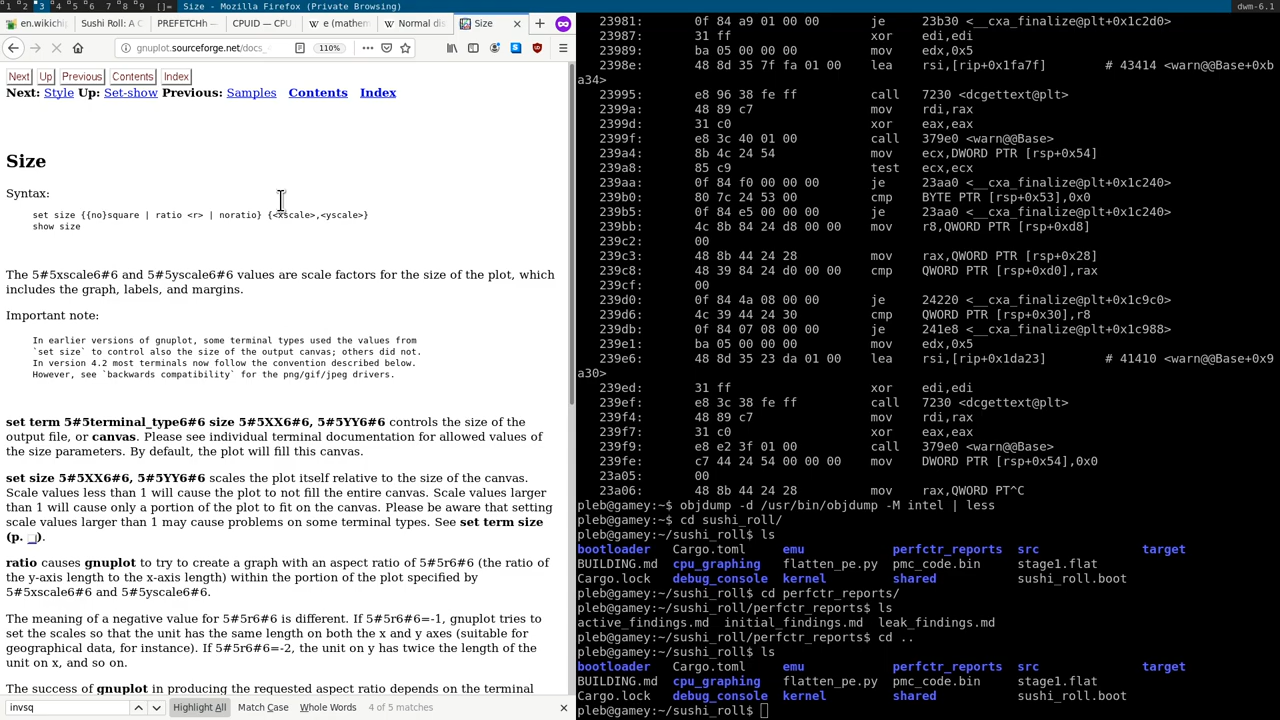 1 2 3 4 5 6 7 8 9 []= Size - Mozilla Firefox (Private Browsing) dwm-6.1
en.wikich Sushi Roll: A C PREFETCHh — CPUID — CPU e (mathem Normal dis Size
gnuplot.sourceforge.net/docs_ 110%
Next Up Previous Contents Index
Next: Style Up: Set-show Previous: Samples Contents Index
Size
Syntax:
set size {{no}square | ratio <r> | noratio} {<xscale>,<yscale>}
show size
The 5#5xscale6#6 and 5#5yscale6#6 values are scale factors for the size of the plot, which
includes the graph, labels, and margins.
Important note:
In earlier versions of gnuplot, some terminal types used the values from
`set size` to control also the size of the output canvas; others did not.
In version 4.2 most terminals now follow the convention described below.
However, see `backwards compatibility` for the png/gif/jpeg drivers.
set term 5#5terminal_type6#6 size 5#5XX6#6, 5#5YY6#6 controls the size of the
output file, or canvas. Please see individual terminal documentation for allowed values of
the size parameters. By default, the plot will fill this canvas.
set size 5#5XX6#6, 5#5YY6#6 scales the plot itself relative to the size of the canvas.
Scale values less than 1 will cause the plot to not fill the entire canvas. Scale values larger
than 1 will cause only a portion of the plot to fit on the canvas. Please be aware that setting
scale values larger than 1 may cause problems on some terminal types. See set term size
(p. ).
ratio causes gnuplot to try to create a graph with an aspect ratio of 5#5r6#6 (the ratio of
the y-axis length to the x-axis length) within the portion of the plot specified by
5#5xscale6#6 and 5#5yscale6#6.
The meaning of a negative value for 5#5r6#6 is different. If 5#5r6#6=-1, gnuplot tries to
set the scales so that the unit has the same length on both the x and y axes (suitable for
geographical data, for instance). If 5#5r6#6=-2, the unit on y has twice the length of the
unit on x, and so on.
The success of gnuplot in producing the requested aspect ratio depends on the terminal
invsq Highlight All Match Case Whole Words 4 of 5 matches
23981: 0f 84 a9 01 00 00 je 23b30 <__cxa_finalize@plt+0x1c2d0>
23987: 31 ff xor edi,edi
23989: ba 05 00 00 00 mov edx,0x5
2398e: 48 8d 35 7f fa 01 00 lea rsi,[rip+0x1fa7f] # 43414 <warn@@Base+0xb
a34>
23995: e8 96 38 fe ff call 7230 <dcgettext@plt>
2399a: 48 89 c7 mov rdi,rax
2399d: 31 c0 xor eax,eax
2399f: e8 3c 40 01 00 call 379e0 <warn@@Base>
239a4: 8b 4c 24 54 mov ecx,DWORD PTR [rsp+0x54]
239a8: 85 c9 test ecx,ecx
239aa: 0f 84 f0 00 00 00 je 23aa0 <__cxa_finalize@plt+0x1c240>
239b0: 80 7c 24 53 00 cmp BYTE PTR [rsp+0x53],0x0
239b5: 0f 84 e5 00 00 00 je 23aa0 <__cxa_finalize@plt+0x1c240>
239bb: 4c 8b 84 24 d8 00 00 mov r8,QWORD PTR [rsp+0xd8]
239c2: 00
239c3: 48 8b 44 24 28 mov rax,QWORD PTR [rsp+0x28]
239c8: 48 39 84 24 d0 00 00 cmp QWORD PTR [rsp+0xd0],rax
239cf: 00
239d0: 0f 84 4a 08 00 00 je 24220 <__cxa_finalize@plt+0x1c9c0>
239d6: 4c 39 44 24 30 cmp QWORD PTR [rsp+0x30],r8
239db: 0f 84 07 08 00 00 je 241e8 <__cxa_finalize@plt+0x1c988>
239e1: ba 05 00 00 00 mov edx,0x5
239e6: 48 8d 35 23 da 01 00 lea rsi,[rip+0x1da23] # 41410 <warn@@Base+0x9
a30>
239ed: 31 ff xor edi,edi
239ef: e8 3c 38 fe ff call 7230 <dcgettext@plt>
239f4: 48 89 c7 mov rdi,rax
239f7: 31 c0 xor eax,eax
239f9: e8 e2 3f 01 00 call 379e0 <warn@@Base>
239fe: c7 44 24 54 00 00 00 mov DWORD PTR [rsp+0x54],0x0
23a05: 00
23a06: 48 8b 44 24 28 mov rax,QWORD PT^C
pleb@gamey:~$ objdump -d /usr/bin/objdump -M intel | less
pleb@gamey:~$ cd sushi_roll/
pleb@gamey:~/sushi_roll$ ls
bootloader Cargo.toml emu perfctr_reports src target
BUILDING.md cpu_graphing flatten_pe.py pmc_code.bin stage1.flat
Cargo.lock debug_console kernel shared sushi_roll.boot
pleb@gamey:~/sushi_roll$ cd perfctr_reports/
pleb@gamey:~/sushi_roll/perfctr_reports$ ls
active_findings.md initial_findings.md leak_findings.md
pleb@gamey:~/sushi_roll/perfctr_reports$ cd ..
pleb@gamey:~/sushi_roll$ ls
bootloader Cargo.toml emu perfctr_reports src target
BUILDING.md cpu_graphing flatten_pe.py pmc_code.bin stage1.flat
Cargo.lock debug_console kernel shared sushi_roll.boot
pleb@gamey:~/sushi_roll$